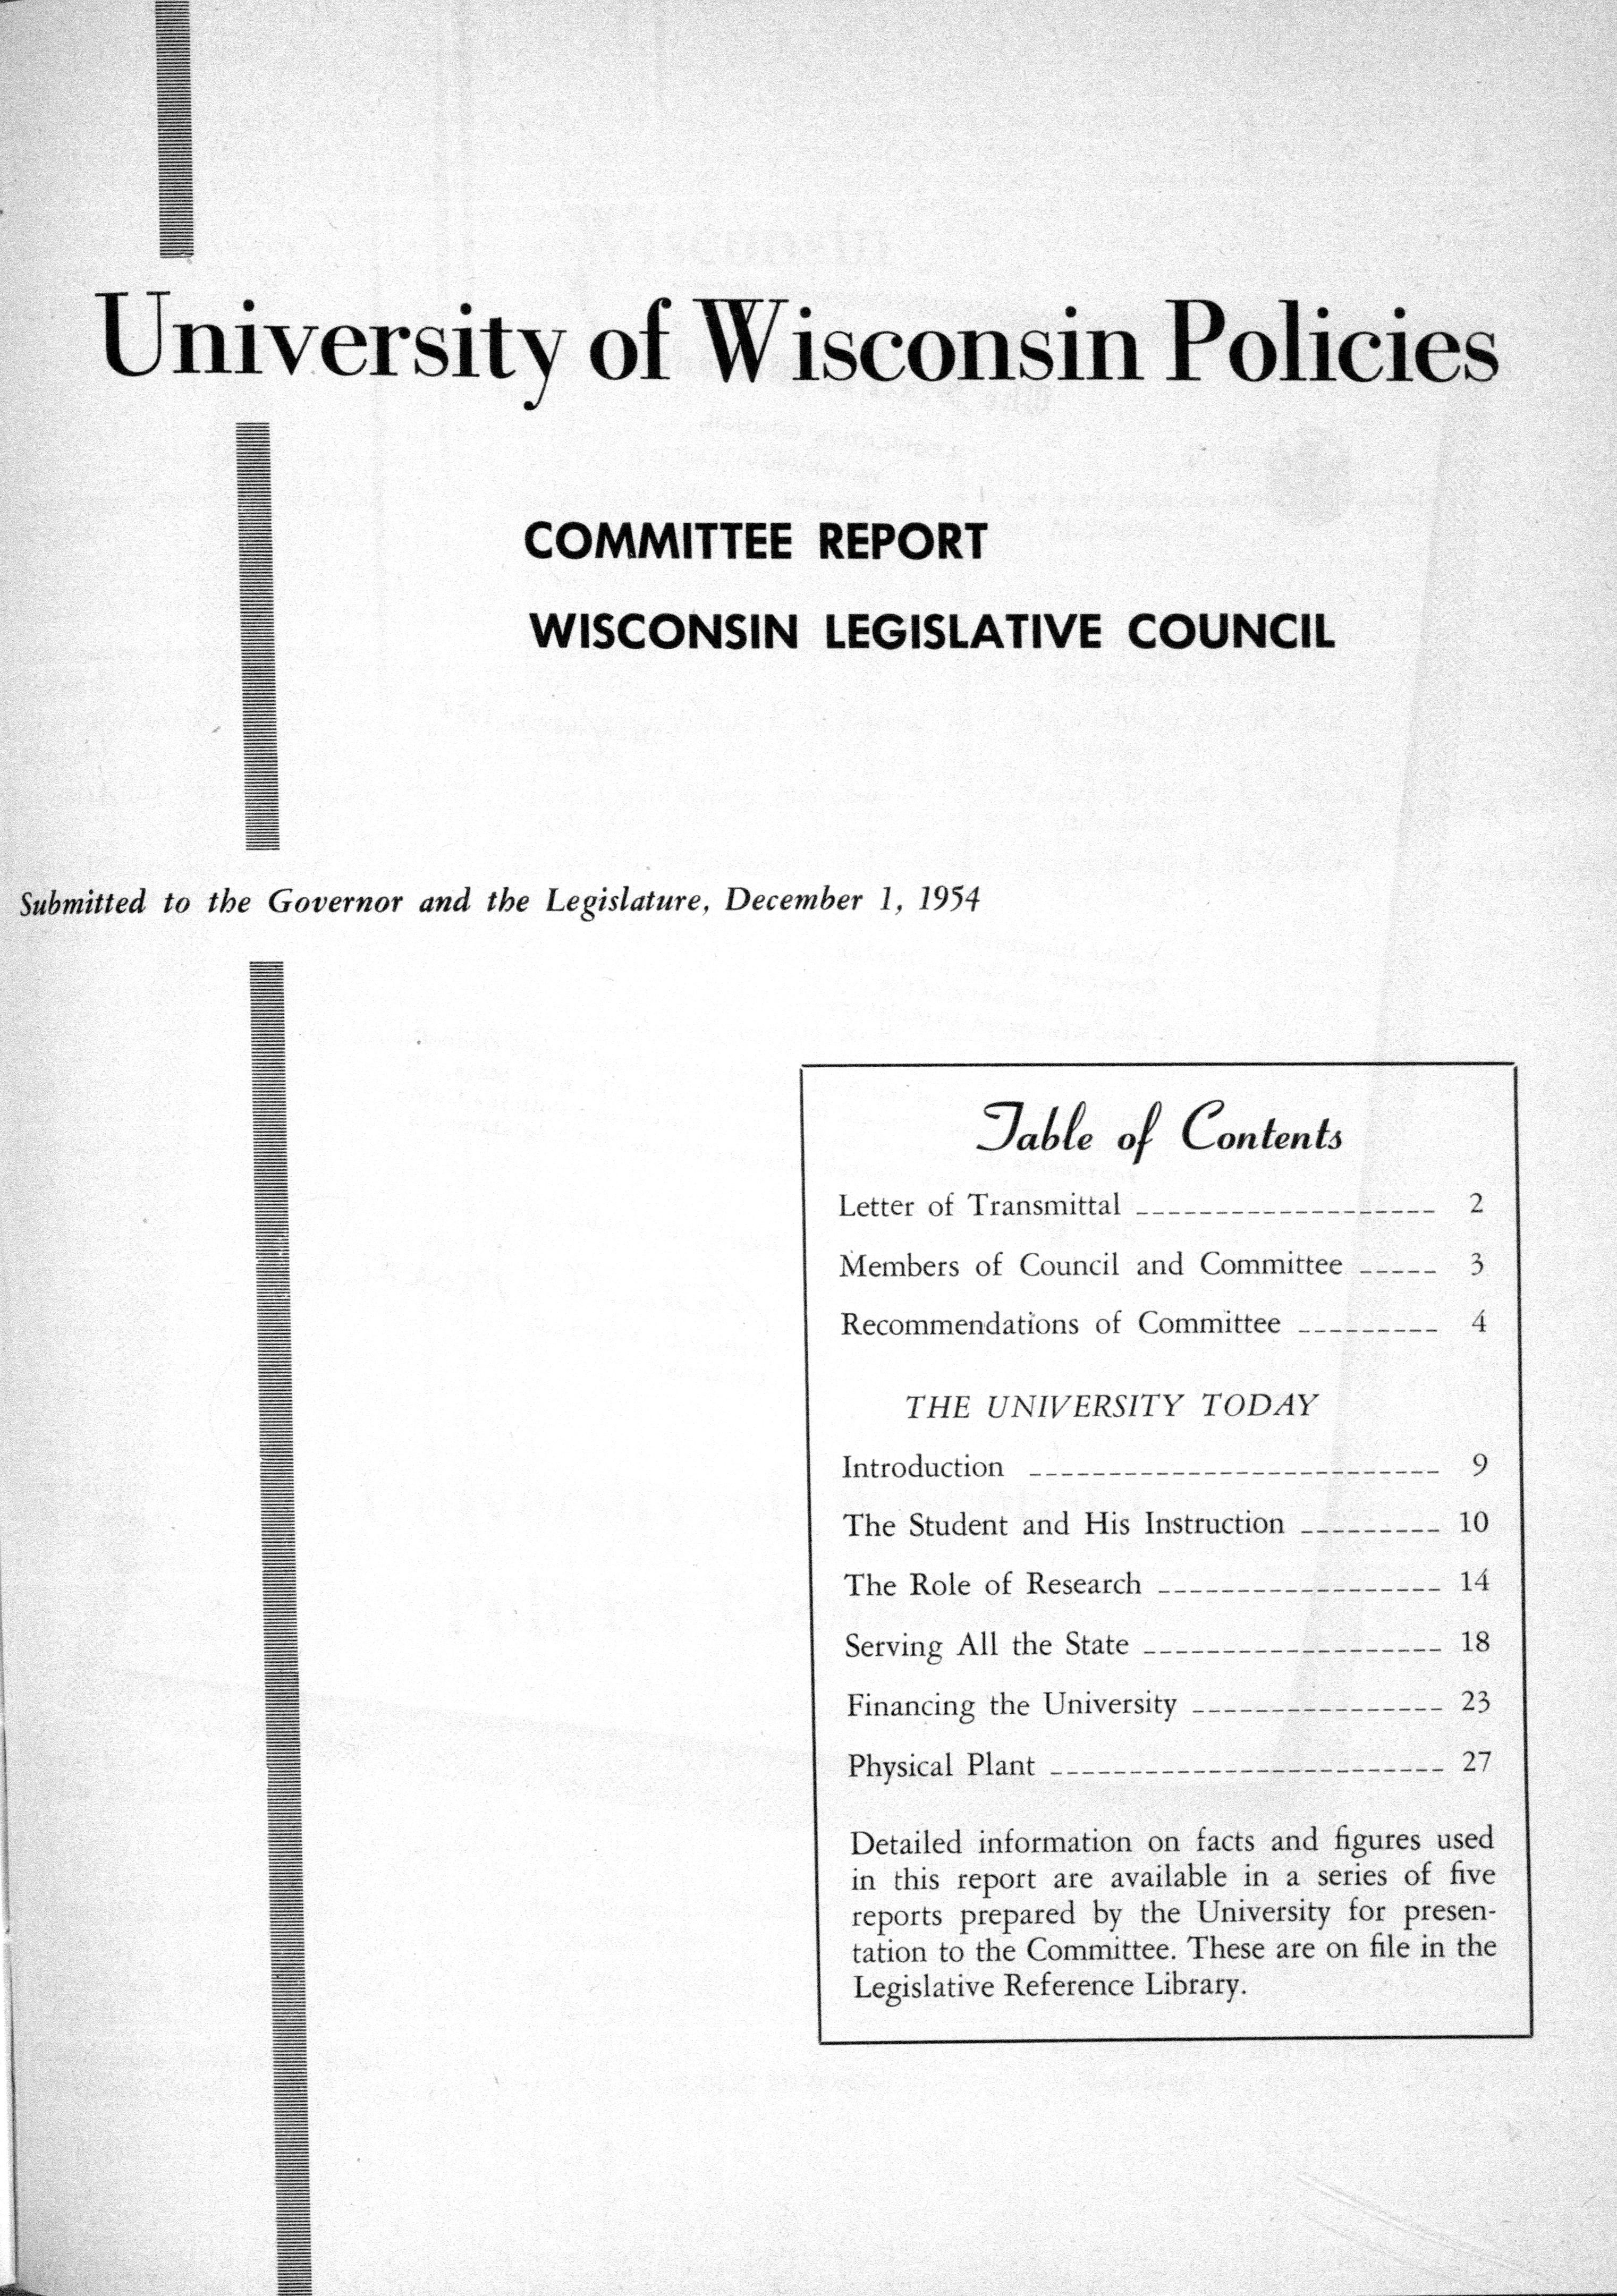 University of Wisconsin Policies
COMMITTEE REPORT
WISCONSIN LEGISLATIVE COUNCIL
Submitted to the Governor and the Legislature, December 1, 1954
Table of Contents
Letter of Transmittal ------------------- 2
Members of Council and Committee ----- 3
Recommendations of Committee --------- 4
THE UNIVERSITY TODAY
Introduction -------------------------- 9
The Student and His Instruction --------- 10
The Role of Research ------------------ 14
Serving All the State ------------------- 18
Financing the University ---------------- 23
Physical Plant ------------------------- 27
Detailed information on facts and figures used
in this report are available in a series of five
reports prepared by the University for presen-
tation to the Committee. These are on file in the
Legislative Reference Library.